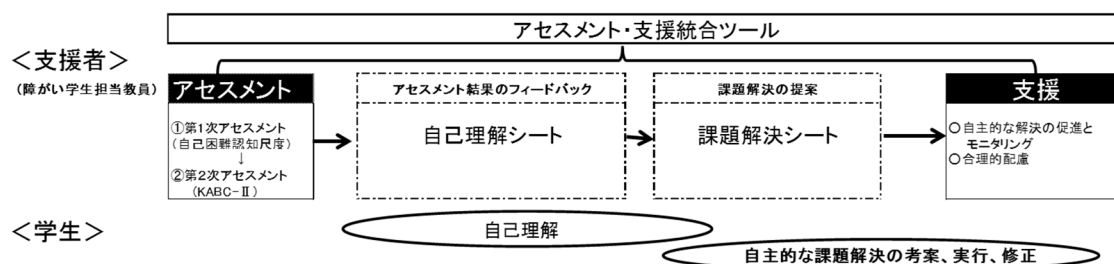 アセスメント・支援統合ツール
＜支援者＞
(障がい学生担当教員)
アセスメント
①第1次アセスメント
(自己困難認知尺度)
↓
②第2次アセスメント
(KABC-Ⅱ)
アセスメント結果のフィードバック
自己理解シート
課題解決の提案
課題解決シート
支援
○自主的な解決の促進と
モニタリング
○合理的配慮
＜学生＞
自己理解
自主的な課題解決の考案、実行、修正